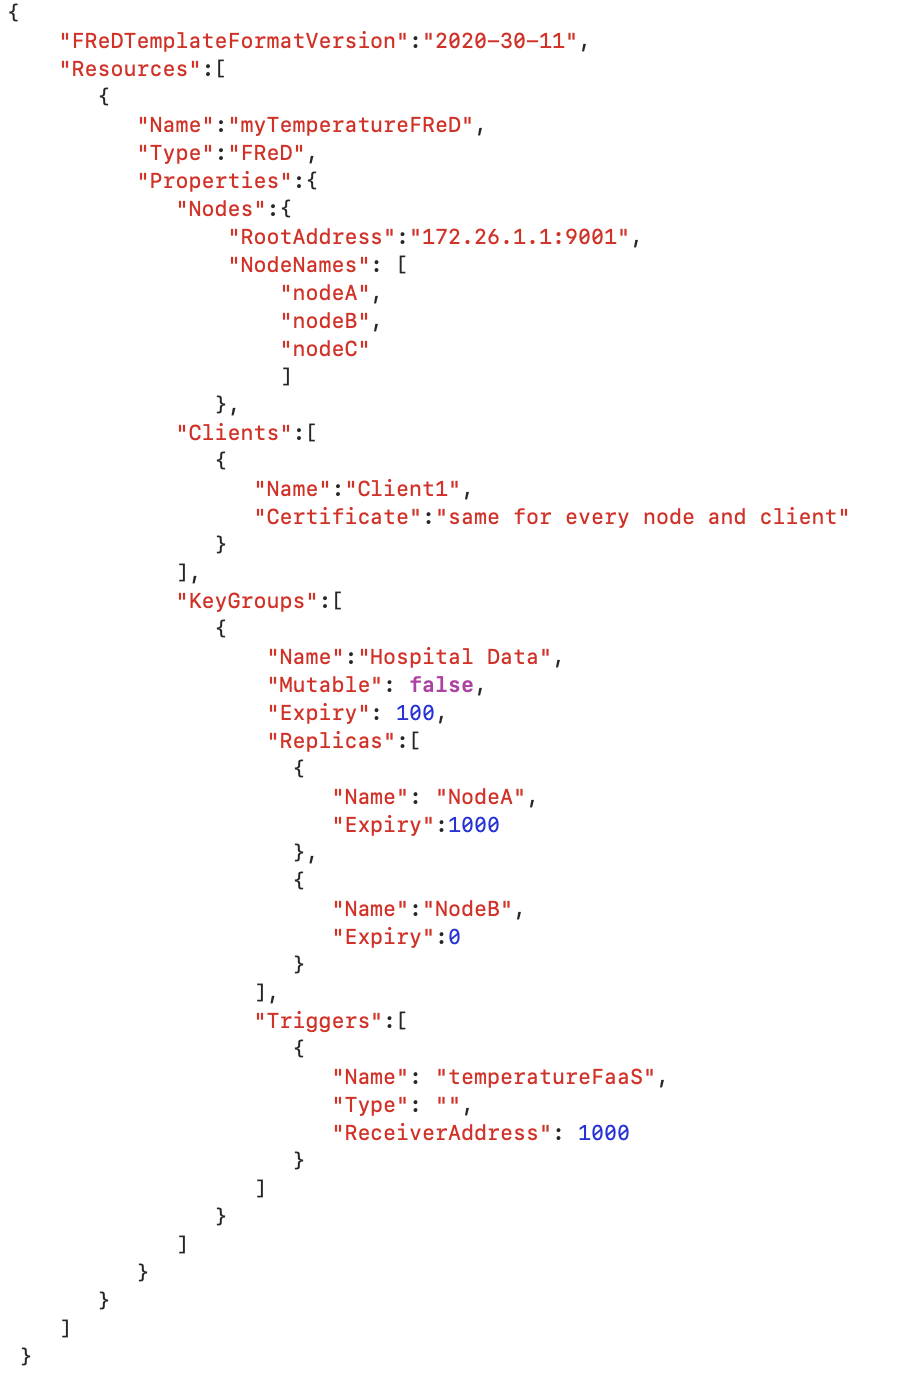 {
"FReDTemplateFormatVersion":"2020-30-11",
"Resources":[
{
"Name":"myTemperatureFReD",
"Type":"FReD",
"Properties":{
"Nodes":{
"RootAddress":"172.26.1.1:9001",
"NodeNames": [
"nodeA",
"nodeB",
"nodeC"
]
},
"Clients":[
{
"Name":"Client1",
"Certificate":"same for every node and client"
}
],
"KeyGroups":[
{
"Name":"Hospital Data",
"Mutable": false,
"Expiry": 100,
"Replicas":[
{
"Name": "NodeA",
"Expiry":1000
},
{
"Name":"NodeB",
"Expiry":0
}
],
"Triggers":[
{
"Name": "temperatureFaaS",
"Type": "",
"ReceiverAddress": 1000
}
]
}
]
}
}
]
}